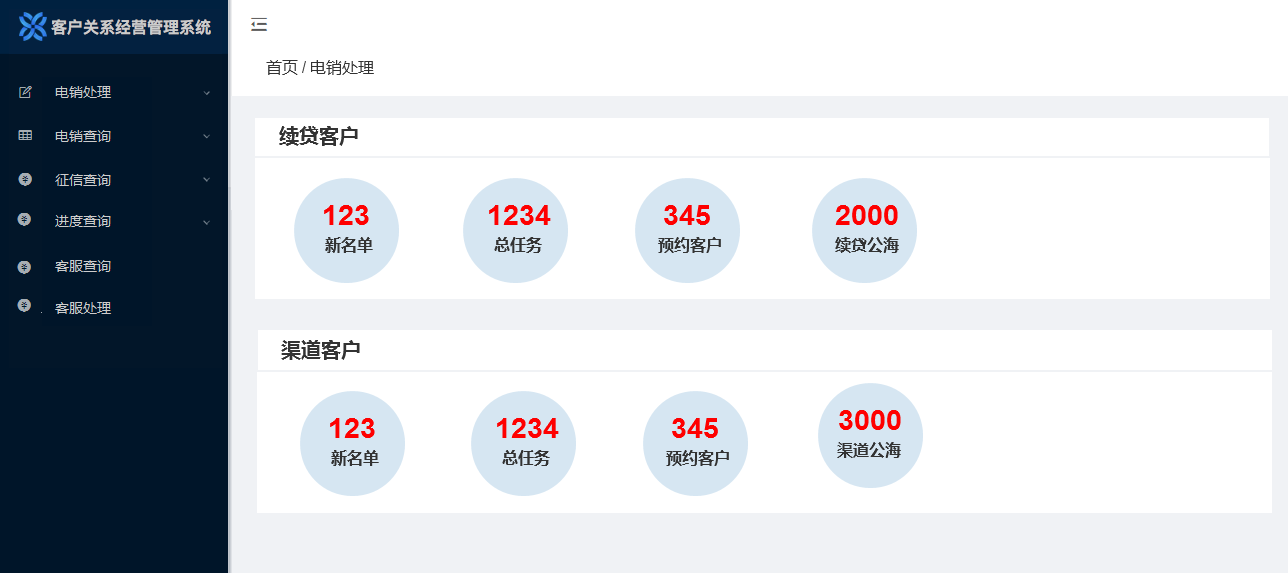 客户关系经营管理系统
电销处理
电销查询
征信查询
进度查询
客服查询
客服处理
首页 / 电销处理
续贷客户
123
新名单
1234
总任务
345
预约客户
2000
续贷公海
渠道客户
123
新名单
1234
总任务
345
预约客户
3000
渠道公海